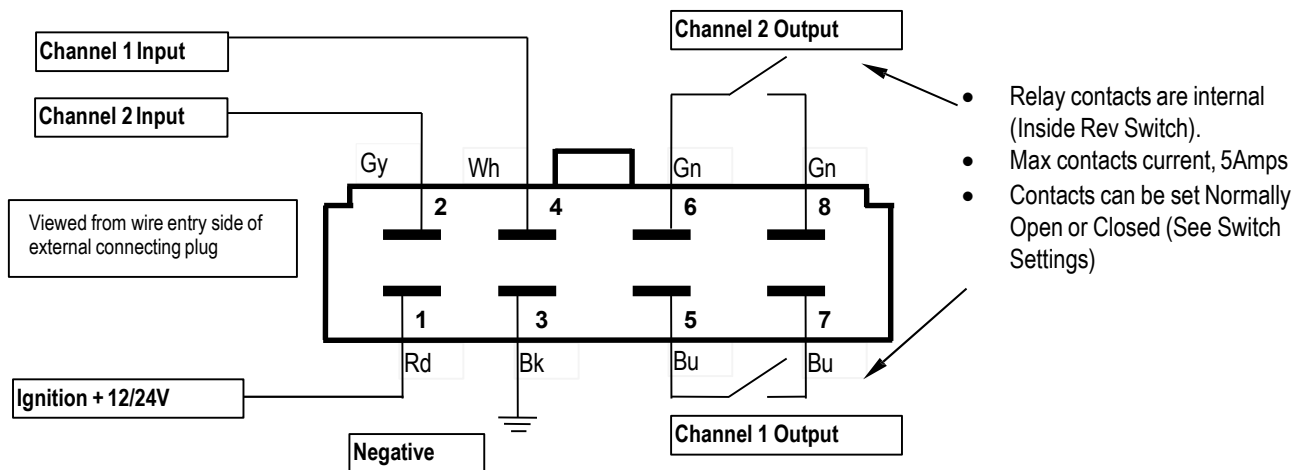 Channel 1 Input
Channel 2 Output
Channel 2 Input
• Relay contacts are internal
(Inside Rev Switch).
• Max contacts current, 5Amps
• Contacts can be set Normally
Open or Closed (See Switch
Settings)
Gy
Wh
Gn
Gn
Viewed from wire entry side of
external connecting plug
2
4
6
8
1
3
5
7
Rd
Bk
Bu
Bu
Ignition + 12/24V
Negative
Channel 1 Output